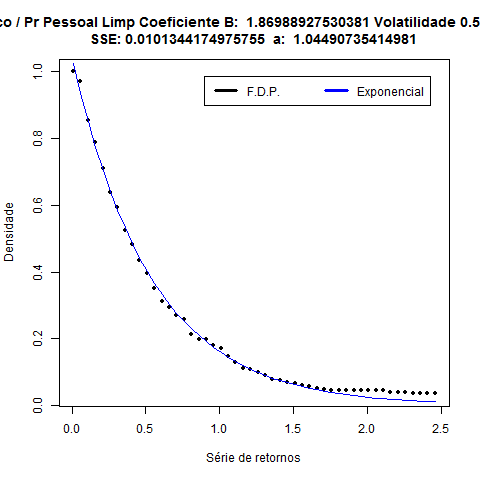 co / Pr Pessoal Limp Coeficiente B: 1.86988927530381 Volatilidade 0.5
SSE: 0.0101344174975755 a: 1.04490735414981
F.D.P.
Exponencial
1.0
0.8
0.6
0.4
0.2
0.0
Densidade
0.0 0.5 1.0 1.5 2.0 2.5
Série de retornos